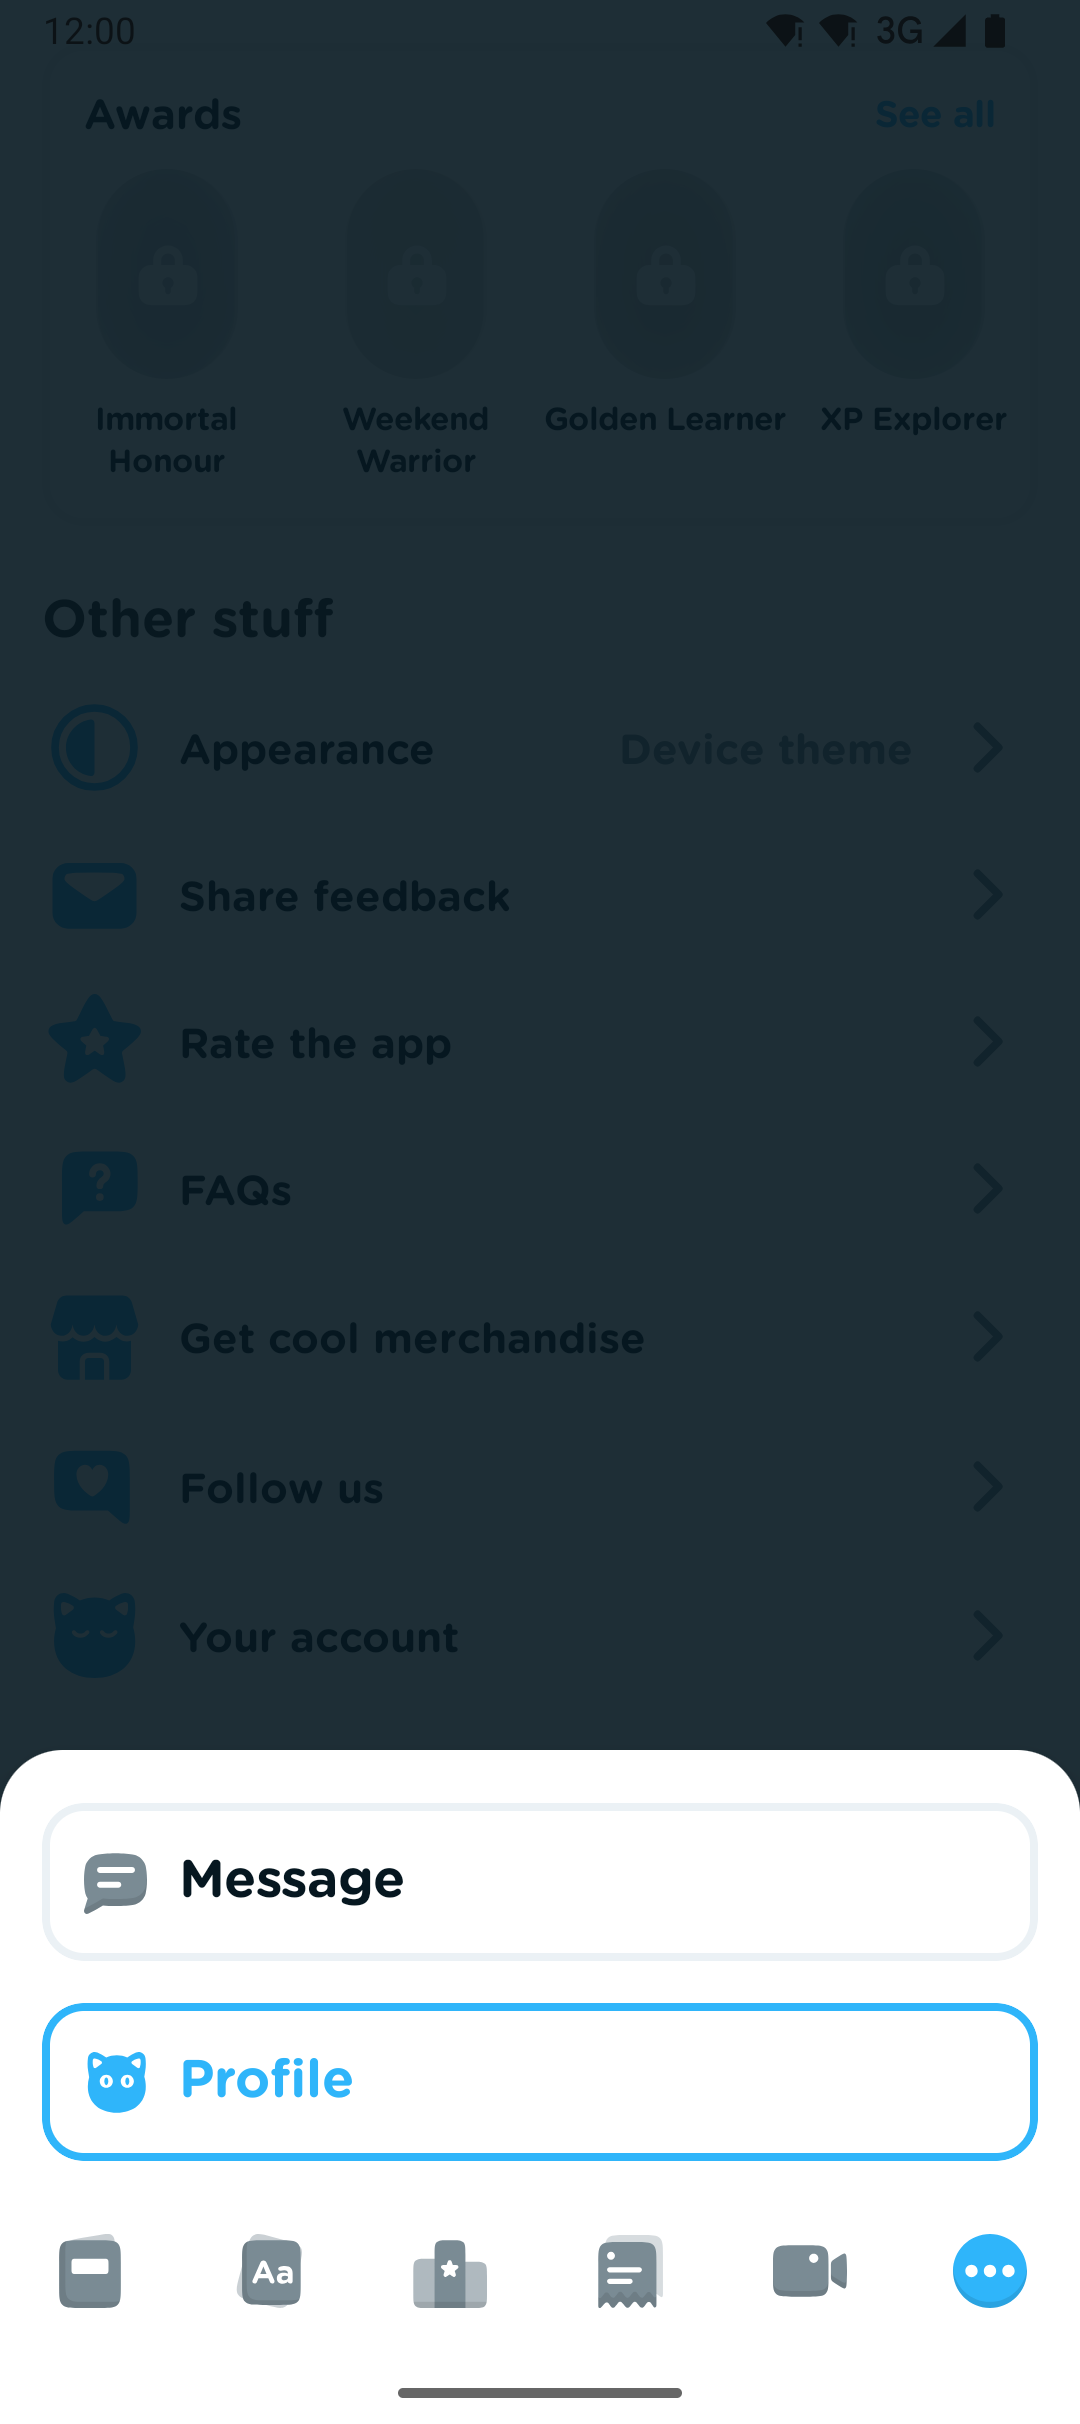 12:00
3G
Awards
See all
Immortal Honour
Weekend Warrior
Golden Learner
XP Explorer
Other stuff
Appearance
Device theme
Share feedback
Rate the app
FAQs
Get cool merchandise
Follow us
Your account
Message
Profile
Aa